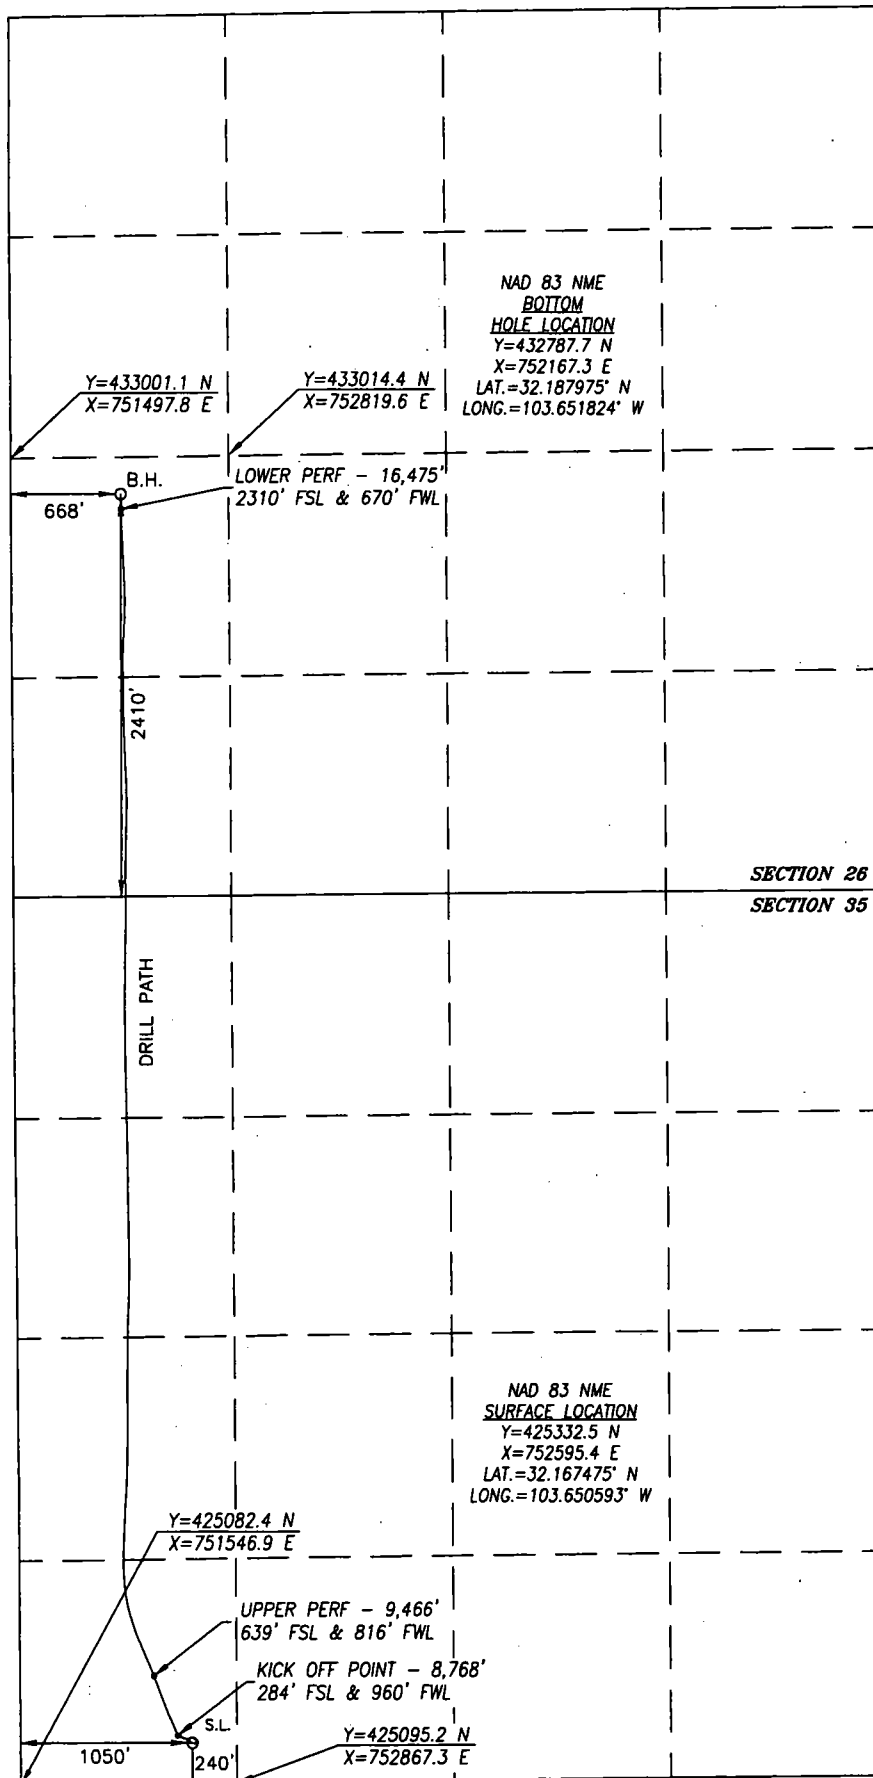 NAD 83 NME
BOTTOM
HOLE LOCATION
Y=432787.7 N
X=752167.3 E
LAT.=32.187975° N
LONG.=103.651824° W
Y=433001.1 N
X=751497.8 E
Y=433014.4 N
X=752819.6 E
B.H.
LOWER PERF - 16,475'
2310' FSL & 670' FWL
668'
2410'
SECTION 26
SECTION 35
DRILL PATH
NAD 83 NME
SURFACE LOCATION
Y=425332.5 N
X=752595.4 E
LAT.=32.167475° N
LONG.=103.650593° W
Y=425082.4 N
X=751546.9 E
UPPER PERF - 9,466'
639' FSL & 816' FWL
KICK OFF POINT - 8,768'
284' FSL & 960' FWL
S.L.
1050'
240'
Y=425095.2 N
X=752867.3 E